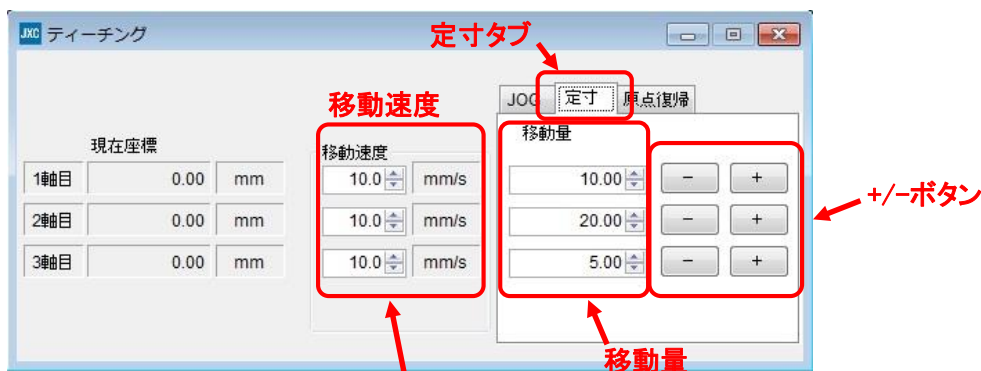 JXC ティーチング
定寸タブ
JOG 定寸 原点復帰
移動速度
移動量
現在座標
移動速度
1軸目 0.00 mm 10.0 mm/s 10.00 - +
2軸目 0.00 mm 10.0 mm/s 20.00 - +
3軸目 0.00 mm 10.0 mm/s 5.00 - +
+/-ボタン
移動量